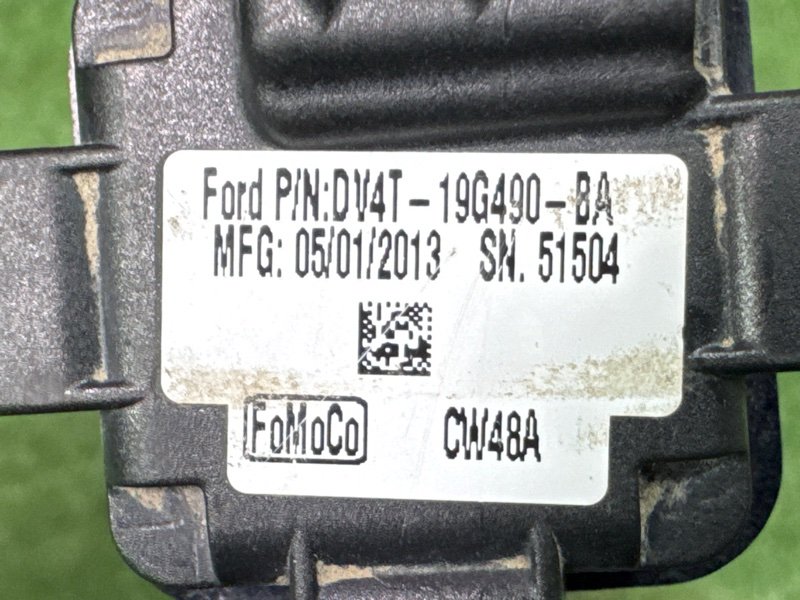 Ford P/N:DV4T-19G490-BA
MFG: 05/01/2013 SN. 51504
FoMoCo CW48A